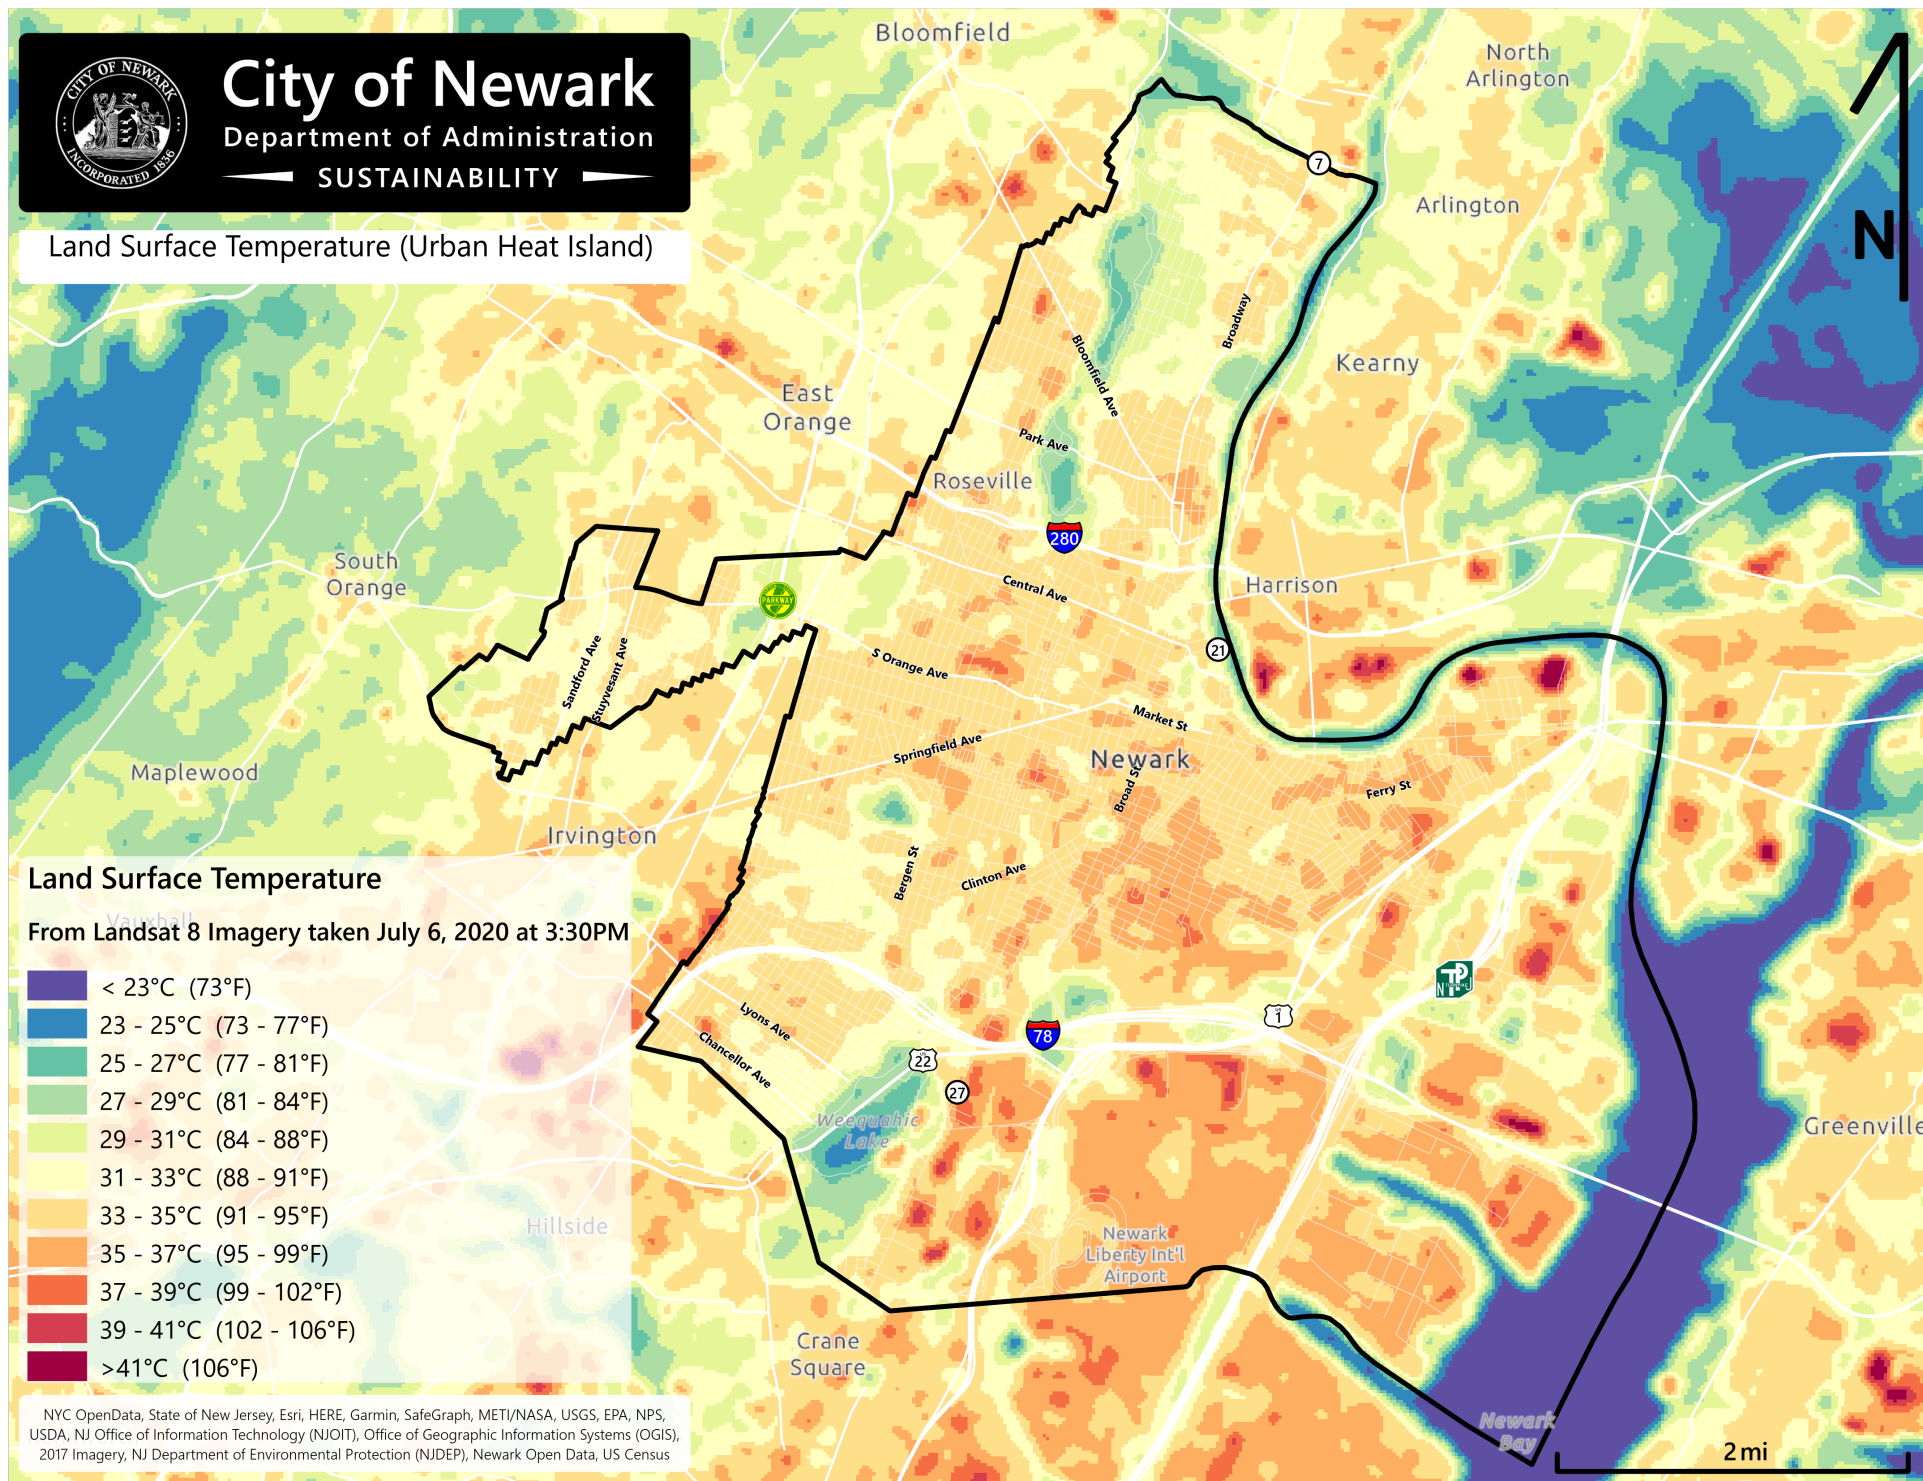 CITY OF NEWARK
INCORPORATED 1836
City of Newark
Department of Administration
SUSTAINABILITY
Land Surface Temperature (Urban Heat Island)
Bloomfield
North
Arlington
7
Arlington
N
Broadway
Bloomfield Ave
Kearny
East
Orange
Park Ave
Roseville
280
South
Orange
PARKWAY
Central Ave
Harrison
21
Sandford Ave
Stuyvesant Ave
S Orange Ave
Market St
Springfield Ave
Newark
Broad St
Ferry St
Maplewood
Irvington
Bergen St
Clinton Ave
Vauxhall
Lyons Ave
Chancellor Ave
22
78
1
27
Weequahic
Lake
Greenville
Hillside
Newark
Liberty Int'l
Airport
Crane
Square
Newark
Bay
2 mi
Land Surface Temperature
From Landsat 8 Imagery taken July 6, 2020 at 3:30PM
< 23°C (73°F)
23 - 25°C (73 - 77°F)
25 - 27°C (77 - 81°F)
27 - 29°C (81 - 84°F)
29 - 31°C (84 - 88°F)
31 - 33°C (88 - 91°F)
33 - 35°C (91 - 95°F)
35 - 37°C (95 - 99°F)
37 - 39°C (99 - 102°F)
39 - 41°C (102 - 106°F)
>41°C (106°F)
NYC OpenData, State of New Jersey, Esri, HERE, Garmin, SafeGraph, METI/NASA, USGS, EPA, NPS,
USDA, NJ Office of Information Technology (NJOIT), Office of Geographic Information Systems (OGIS),
2017 Imagery, NJ Department of Environmental Protection (NJDEP), Newark Open Data, US Census